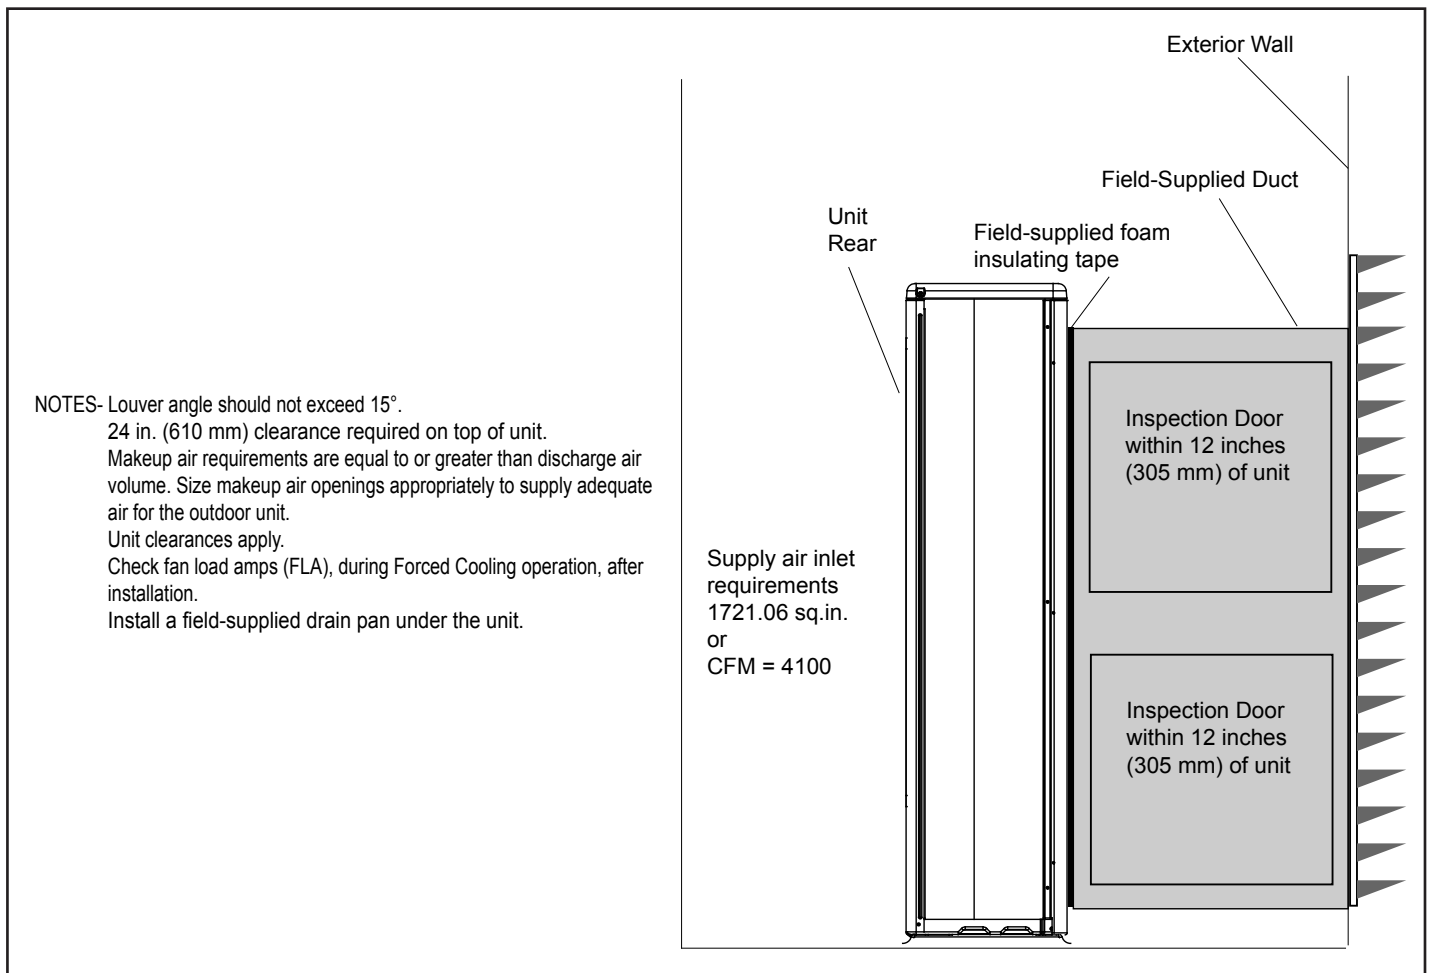 Exterior Wall
Field-Supplied Duct
Unit
Rear
Field-supplied foam
insulating tape
NOTES- Louver angle should not exceed 15°.
24 in. (610 mm) clearance required on top of unit.
Makeup air requirements are equal to or greater than discharge air
volume. Size makeup air openings appropriately to supply adequate
air for the outdoor unit.
Unit clearances apply.
Check fan load amps (FLA), during Forced Cooling operation, after
installation.
Install a field-supplied drain pan under the unit.
Supply air inlet
requirements
1721.06 sq.in.
or
CFM = 4100
Inspection Door
within 12 inches
(305 mm) of unit
Inspection Door
within 12 inches
(305 mm) of unit